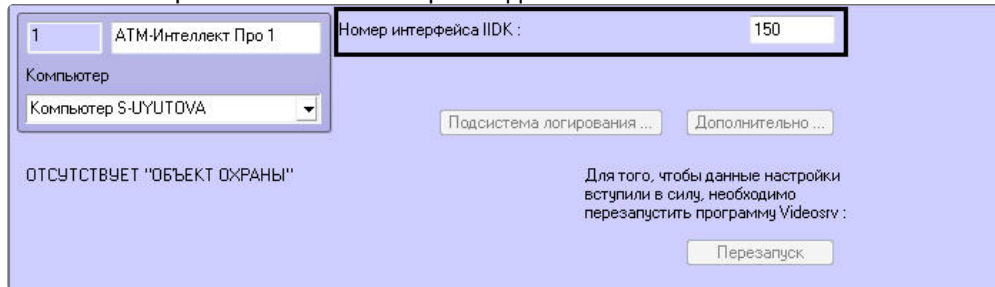 1
АТМ-Интеллект Про 1
Номер интерфейса IIDK :
150
Компьютер
Компьютер S-UYUTOVA
Подсистема логирования ...
Дополнительно ...
ОТСУТСТВУЕТ "ОБЪЕКТ ОХРАНЫ"
Для того, чтобы данные настройки
вступили в силу, необходимо
перезапустить программу Videosrv :
Перезапуск